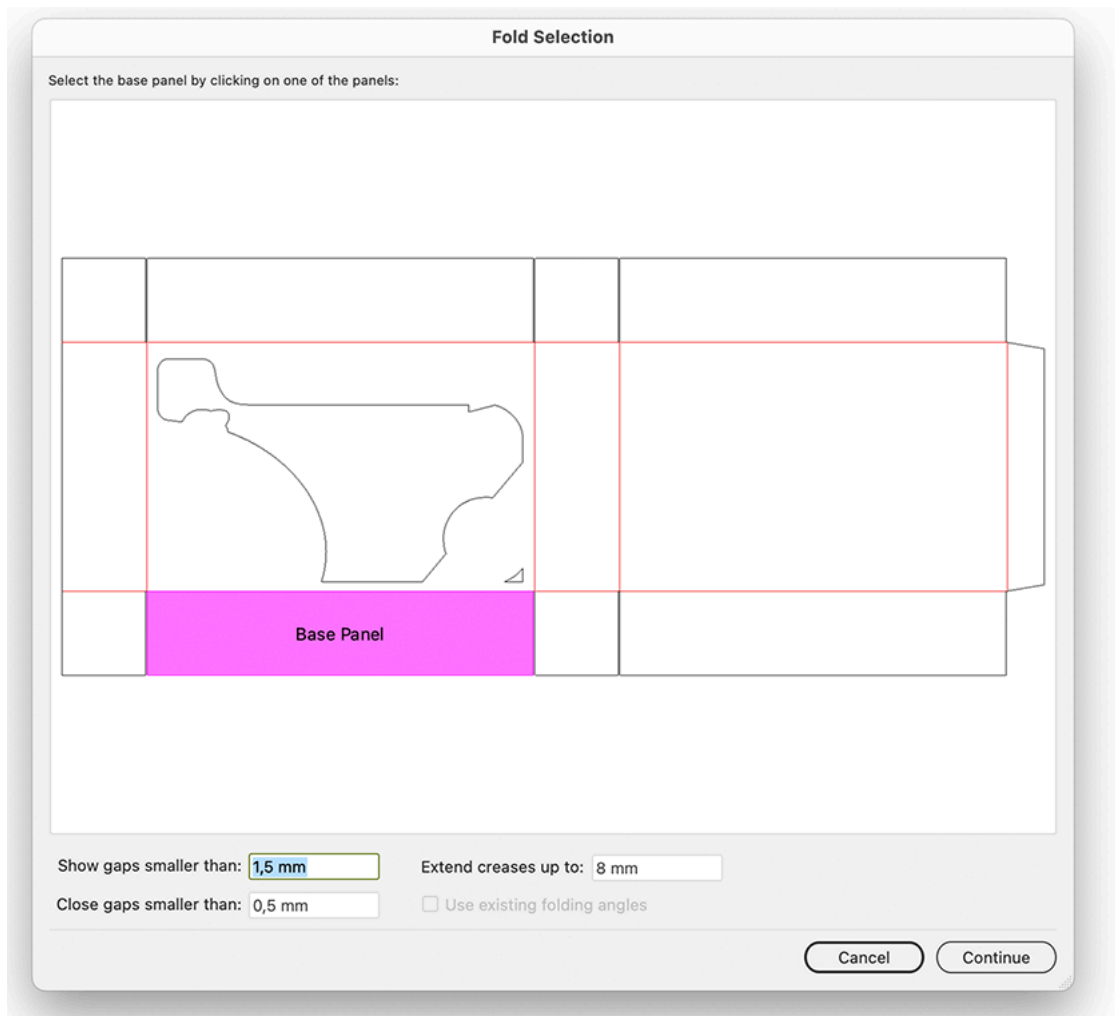 Fold Selection
Select the base panel by clicking on one of the panels:
Base Panel
Show gaps smaller than: 1,5 mm Extend creases up to: 8 mm
Close gaps smaller than: 0,5 mm Use existing folding angles
Cancel Continue